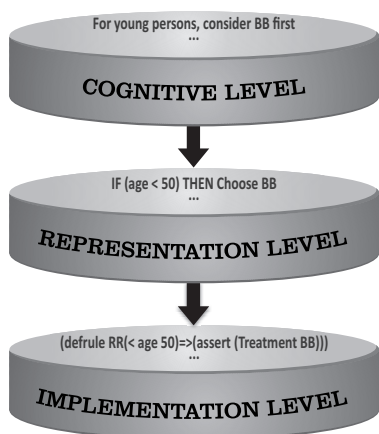 For young persons, consider BB first
...
COGNITIVE LEVEL
IF (age < 50) THEN Choose BB
...
REPRESENTATION LEVEL
(defrule RR(< age 50)=>(assert (Treatment BB)))
...
IMPLEMENTATION LEVEL